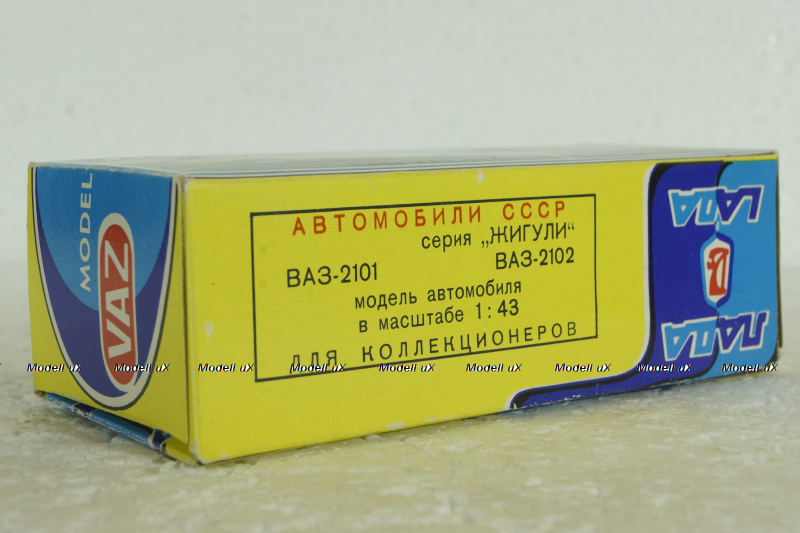 MODEL
VAZ
АВТОМОБИЛИ СССР
серия „ЖИГУЛИ“
ВАЗ-2101 ВАЗ-2102
модель автомобиля
в масштабе 1:43
ДЛЯ КОЛЛЕКЦИОНЕРОВ
LADA
ЛАДА
Modell uX Modell uX Modell uX Modell uX Modell uX Modell uX Modell uX Modell uX Modell uX